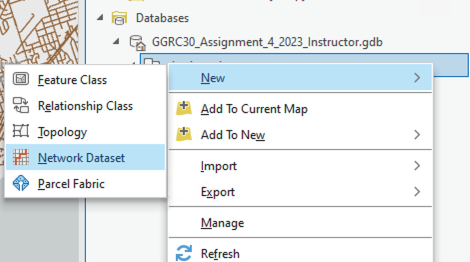 Databases
GGRC30_Assignment_4_2023_Instructor.gdb
New
Add To Current Map
Add To New
Import
Export
Manage
Refresh
Feature Class
Relationship Class
Topology
Network Dataset
Parcel Fabric